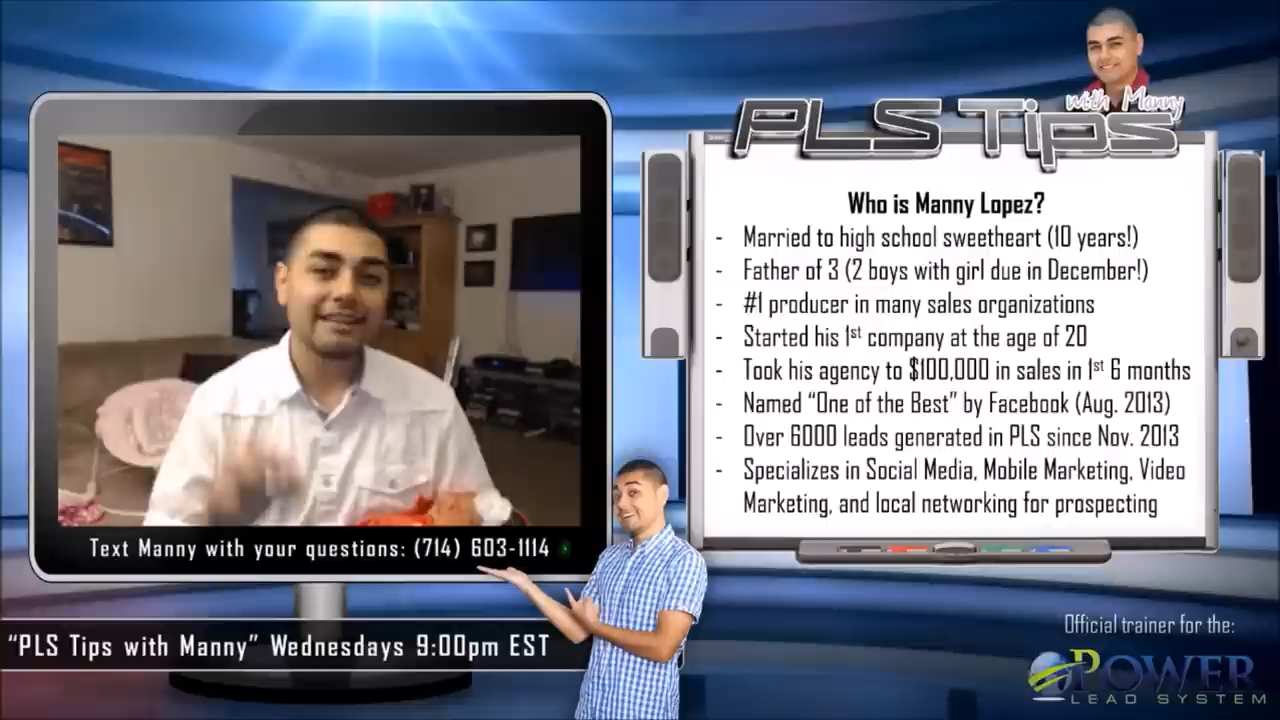 PLS Tips
with Manny
Who is Manny Lopez?
- Married to high school sweetheart (10 years!)
- Father of 3 (2 boys with girl due in December!)
- #1 producer in many sales organizations
- Started his 1st company at the age of 20
- Took his agency to $100,000 in sales in 1st 6 months
- Named “One of the Best” by Facebook (Aug. 2013)
- Over 6000 leads generated in PLS since Nov. 2013
- Specializes in Social Media, Mobile Marketing, Video
Marketing, and local networking for prospecting
Text Manny with your questions: (714) 603-1114
“PLS Tips with Manny” Wednesdays 9:00pm EST
Official trainer for the:
POWER
LEAD SYSTEM